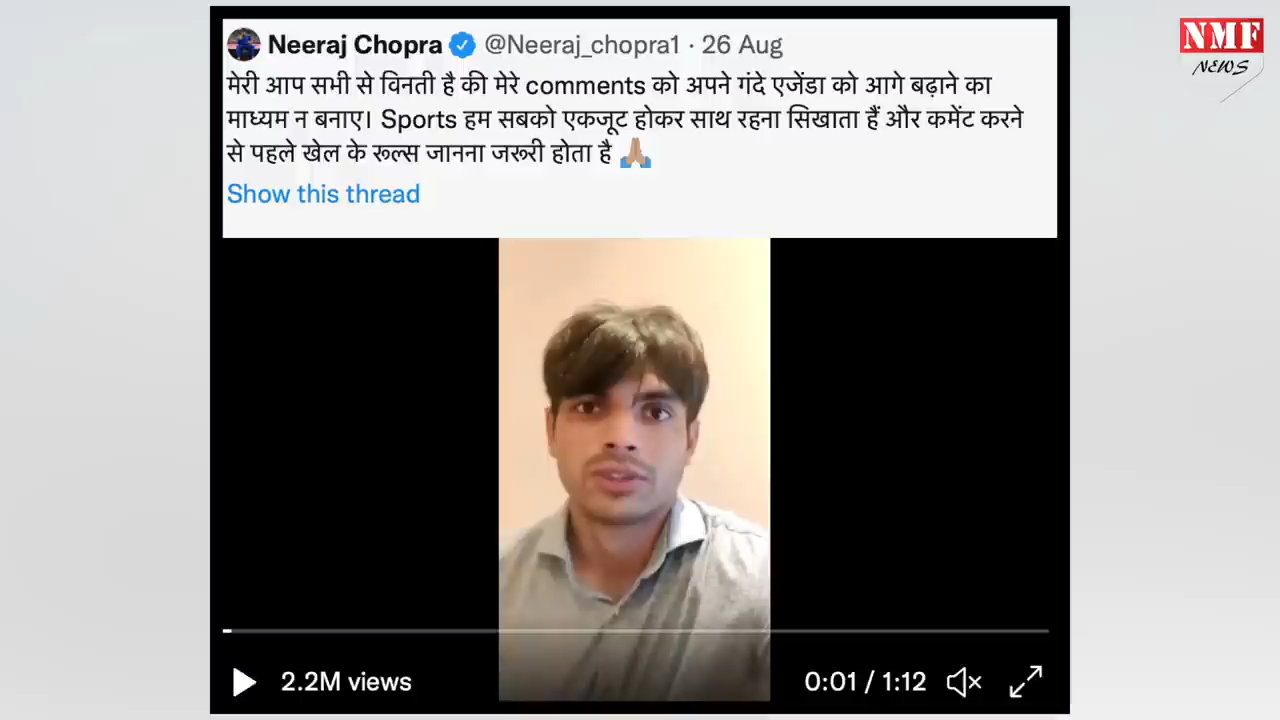 Neeraj Chopra @Neeraj_chopra1 · 26 Aug
मेरी आप सभी से विनती है की मेरे comments को अपने गंदे एजेंडा को आगे बढ़ाने का
माध्यम न बनाए। Sports हम सबको एकजूट होकर साथ रहना सिखाता हैं और कमेंट करने
से पहले खेल के रूल्स जानना जरूरी होता है 🙏🏽
Show this thread
2.2M views
0:01 / 1:12
NMF
NEWS